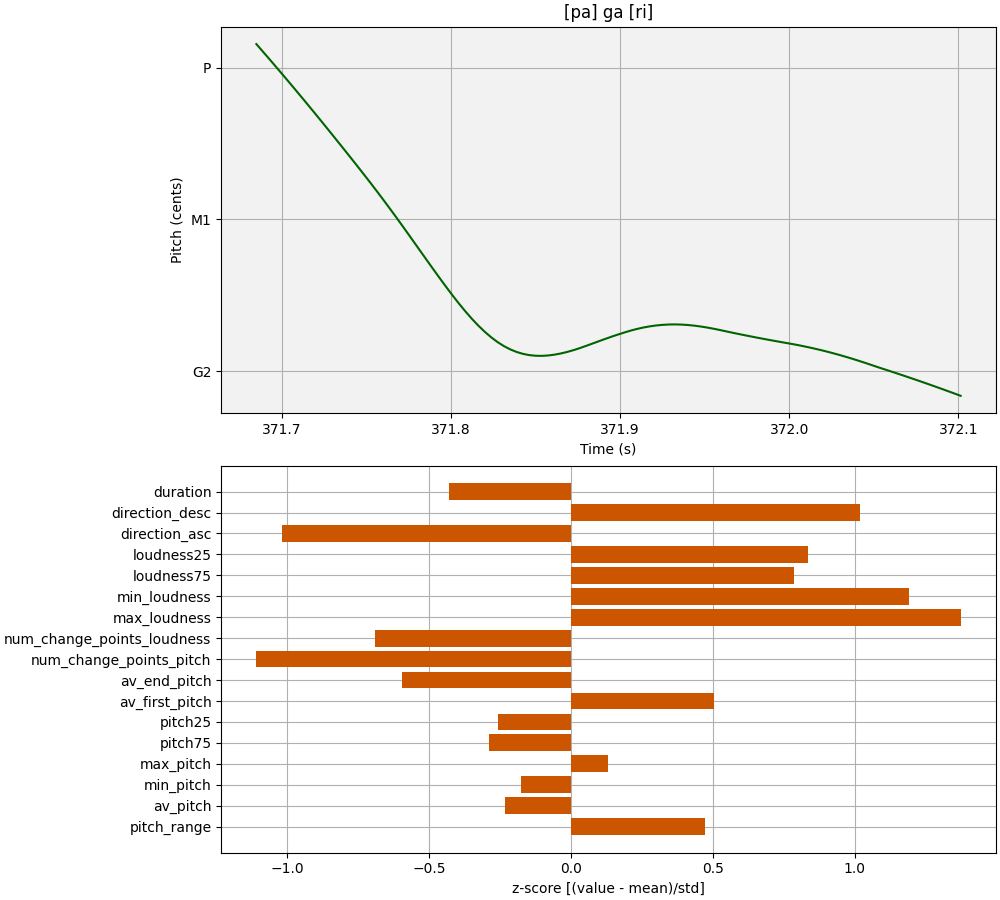 [pa] ga [ri]
P
M1
G2
Pitch (cents)
371.7 371.8 371.9 372.0 372.1
Time (s)
duration
direction_desc
direction_asc
loudness25
loudness75
min_loudness
max_loudness
num_change_points_loudness
num_change_points_pitch
av_end_pitch
av_first_pitch
pitch25
pitch75
max_pitch
min_pitch
av_pitch
pitch_range
−1.0 −0.5 0.0 0.5 1.0
z-score [(value - mean)/std]